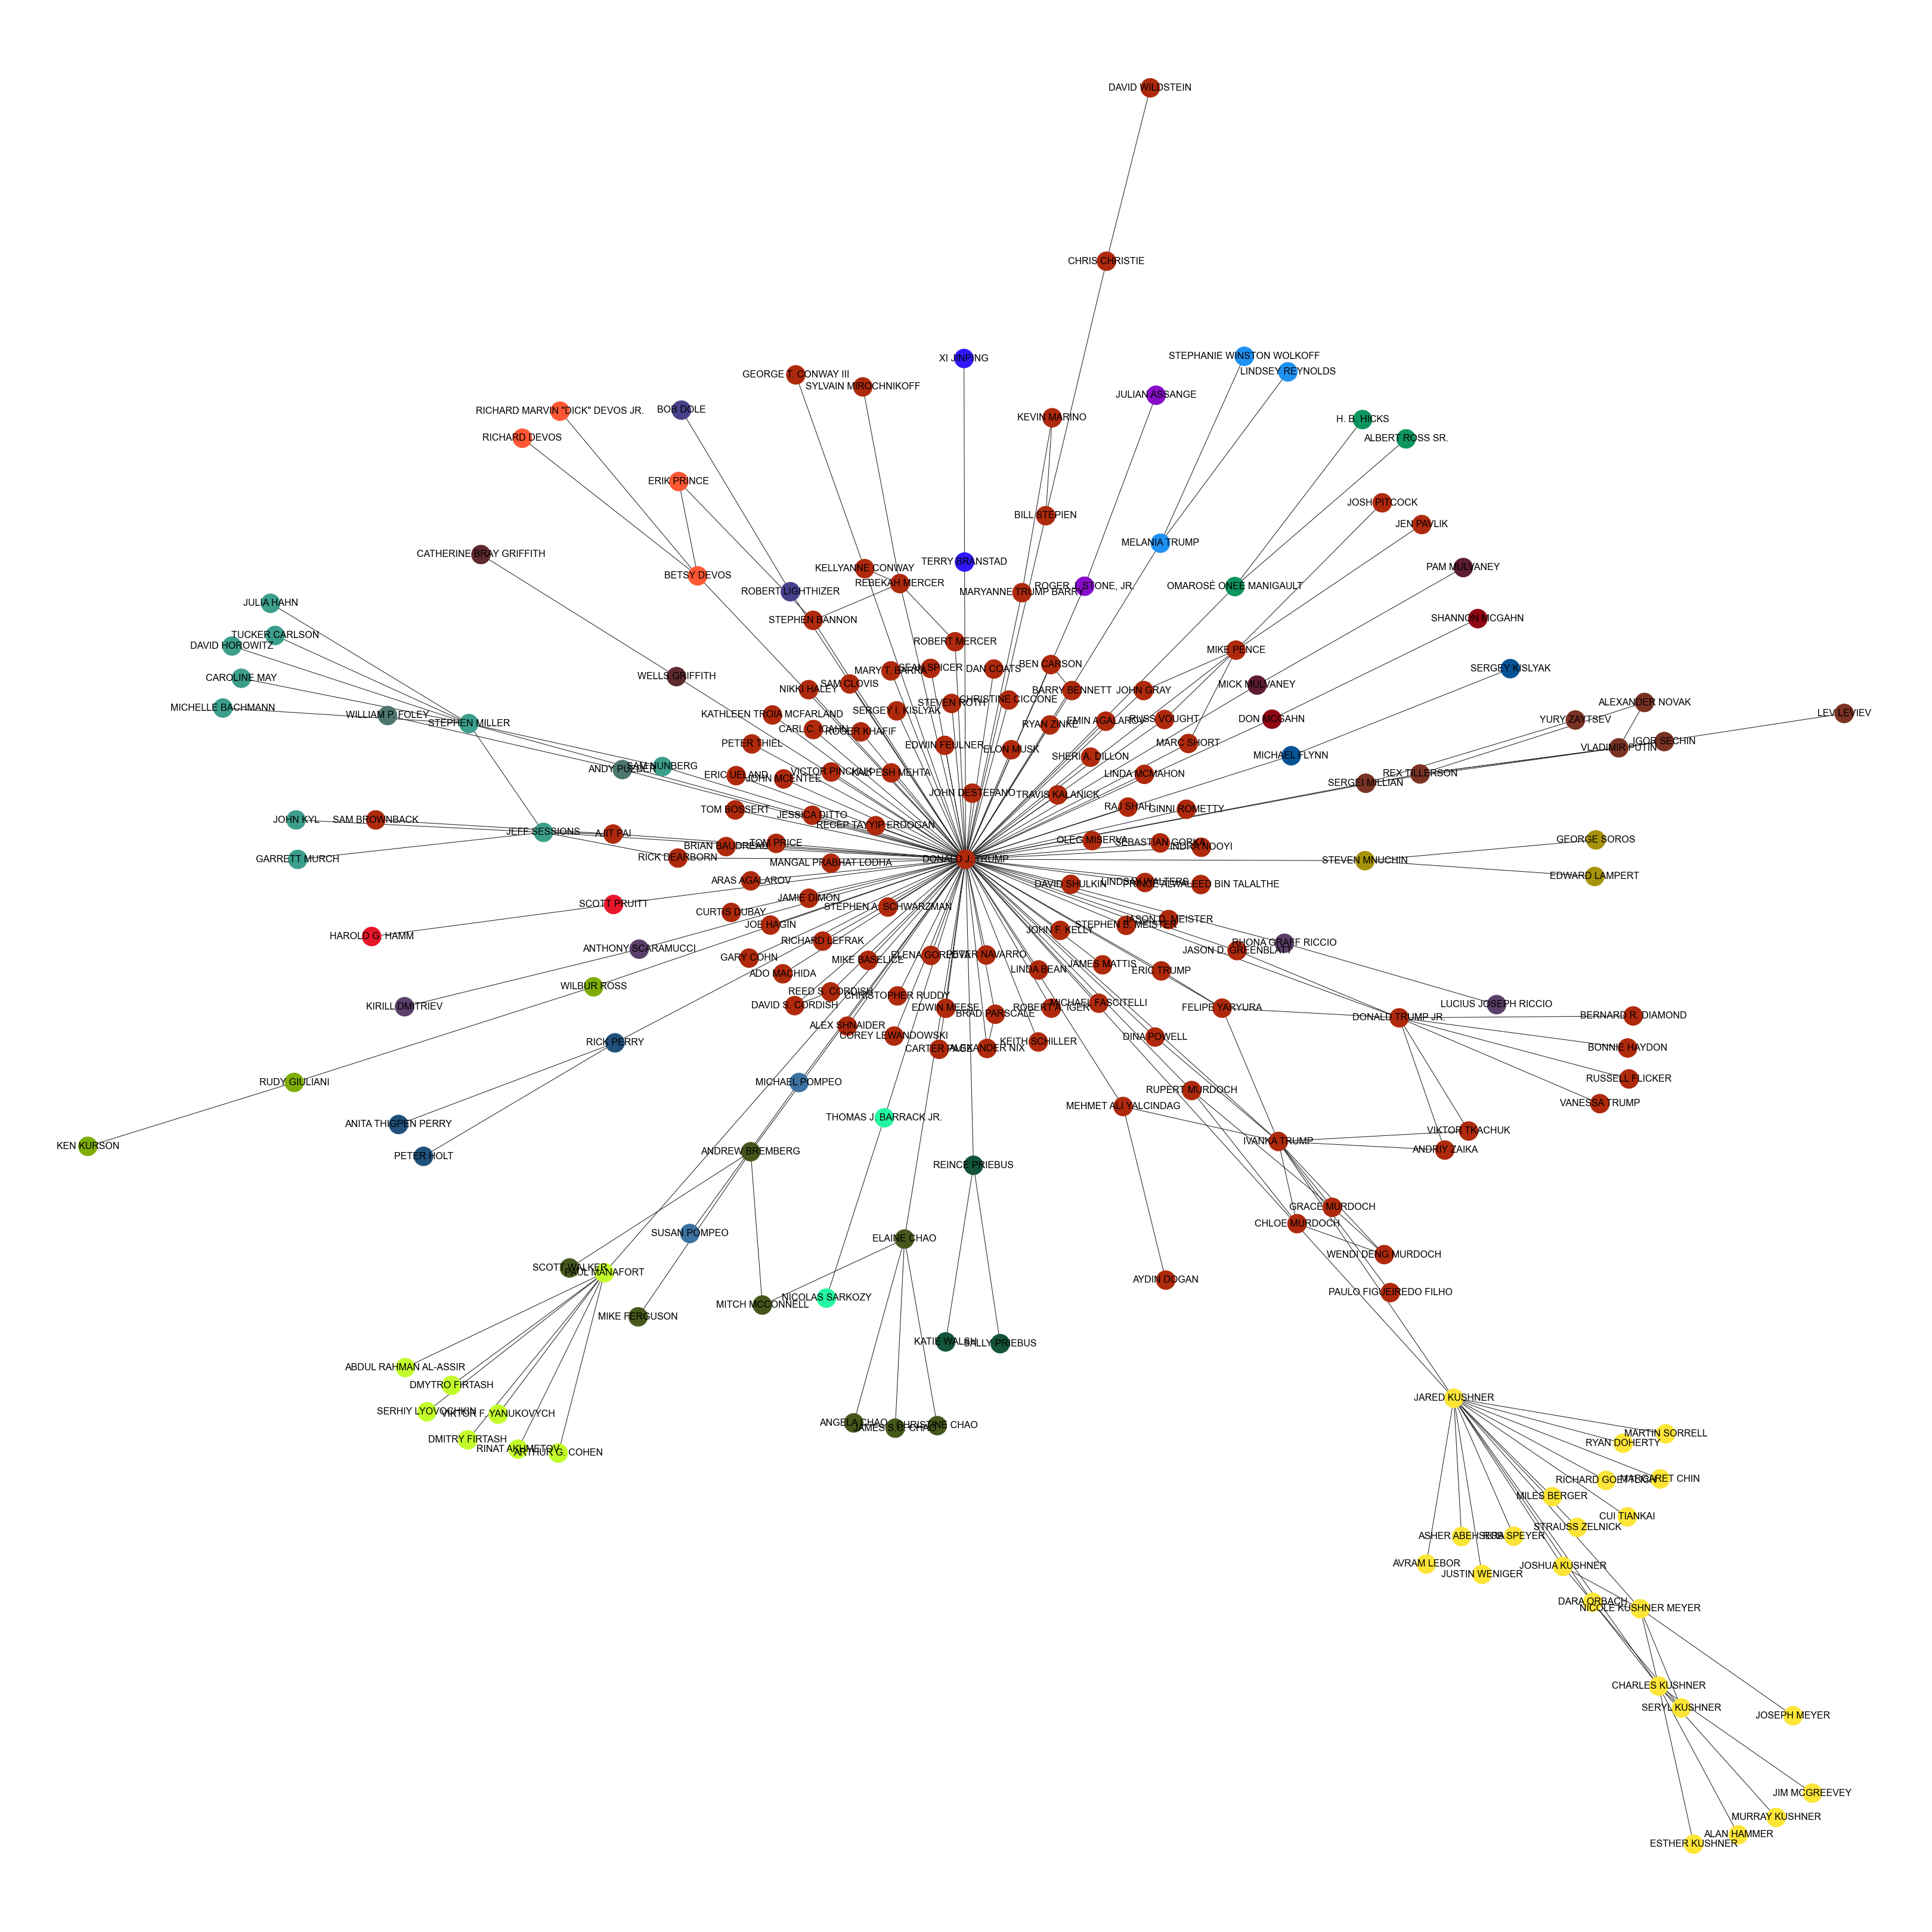 DAVID WILDSTEIN
CHRIS CHRISTIE
XI JINPING
STEPHANIE WINSTON WOLKOFF
LINDSEY REYNOLDS
GEORGE T. CONWAY III
SYLVAIN MIROCHNIKOFF
JULIAN ASSANGE
RICHARD MARVIN "DICK" DEVOS JR.
BOB DOLE
KEVIN MARINO
H. B. HICKS
RICHARD DEVOS
ALBERT ROSS SR.
ERIK PRINCE
JOSH PITCOCK
BILL STEPIEN
JEN PAVLIK
MELANIA TRUMP
CATHERINE BRAY GRIFFITH
TERRY BRANSTAD
KELLYANNE CONWAY
PAM MULVANEY
BETSY DEVOS
REBEKAH MERCER
ROGER J. STONE, JR.
OMAROSÉ ONEE MANIGAULT
ROBERT LIGHTHIZER
MARYANNE TRUMP BARRY
JULIA HAHN
STEPHEN BANNON
SHANNON MCGAHN
TUCKER CARLSON
DAVID HOROWITZ
ROBERT MERCER
MIKE PENCE
BEN CARSON
SEAN SPICER
DAN COATS
SERGEY KISLYAK
MARY T. BARRA
CAROLINE MAY
WELLS GRIFFITH
SAM CLOVIS
MICK MULVANEY
NIKKI HALEY
BARRY BENNETT
JOHN GRAY
CHRISTINE CICCONE
STEVEN ROTH
ALEXANDER NOVAK
MICHELLE BACHMANN
SERGEY I. KISLYAK
LEV LEVIEV
WILLIAM P. FOLEY
KATHLEEN TROIA MCFARLAND
STEPHEN MILLER
EMIN AGALAROV
RUSS VOUGHT
DON MCGAHN
YURY ZAYTSEV
CARL C. ICAHN
ROGER KHAFIF
RYAN ZINKE
PETER THIEL
EDWIN FEULNER
ELON MUSK
MARC SHORT
IGOR SECHIN
VLADIMIR PUTIN
SHERI A. DILLON
MICHAEL FLYNN
ANDY PUZDER
SAM NUNBERG
ERIC UELAND
JOHN MCENTEE
VICTOR PINCHUK
KALPESH MEHTA
LINDA MCMAHON
REX TILLERSON
SERGEI MILLIAN
JOHN DESTEFANO
TRAVIS KALANICK
TOM BOSSERT
JESSICA DITTO
RAJ SHAH
GINNI ROMETTY
JOHN KYL
SAM BROWNBACK
RECEP TAYYIP ERDOGAN
JEFF SESSIONS
AJIT PAI
OLEG MISERVA
SEBASTIAN GORKA
INDRA NOOYI
GEORGE SOROS
BRIAN BAUDREAU
TOM PRICE
GARRETT MURCH
RICK DEARBORN
MANGAL PRABHAT LODHA
DONALD J. TRUMP
STEVEN MNUCHIN
EDWARD LAMPERT
ARAS AGALAROV
DAVID SHULKIN
LINDSAY WALTERS
PRINCE ALWALEED BIN TALALTHE
JAMIE DIMON
SCOTT PRUITT
CURTIS DUBAY
STEPHEN A. SCHWARZMAN
JASON D. MEISTER
JOE HAGIN
STEPHEN B. MEISTER
JOHN F. KELLY
HAROLD G. HAMM
RICHARD LEFRAK
RHONA GRAFF RICCIO
ANTHONY SCARAMUCCI
JASON D. GREENBLATT
GARY COHN
MIKE BASELICE
PETER NAVARRO
JAMES MATTIS
LINDA BEAN
ERIC TRUMP
ADO MACHIDA
WILBUR ROSS
REED S. CORDISH
CHRISTOPHER RUDDY
KIRILL DMITRIEV
DAVID S. CORDISH
EDWIN MEESE
ROBERT A. IGER
MICHAEL FASCITELLI
FELIPE YARYURA
LUCIUS JOSEPH RICCIO
BRAD PARSCALE
DONALD TRUMP JR.
BERNARD R. DIAMOND
ALEX SHNAIDER
COREY LEWANDOWSKI
DINA POWELL
RICK PERRY
KEITH SCHILLER
CARTER PAGE
ALEXANDER NIX
BONNIE HAYDON
RUDY GIULIANI
MICHAEL POMPEO
RUSSELL FLICKER
RUPERT MURDOCH
VANESSA TRUMP
MEHMET ALI YALCINDAG
THOMAS J. BARRACK JR.
ANITA THIGPEN PERRY
VIKTOR TKACHUK
KEN KURSON
IVANKA TRUMP
ANDRIY ZAIKA
PETER HOLT
ANDREW BREMBERG
REINCE PRIEBUS
GRACE MURDOCH
CHLOE MURDOCH
SUSAN POMPEO
ELAINE CHAO
WENDI DENG MURDOCH
SCOTT WALKER
PAUL MANAFORT
AYDIN DOGAN
PAULO FIGUEIREDO FILHO
NICOLAS SARKOZY
MITCH MCCONNELL
MIKE FERGUSON
KATIE WALSH
SALLY PRIEBUS
ABDUL RAHMAN AL-ASSIR
DMYTRO FIRTASH
JARED KUSHNER
SERHIY LYOVOCHKIN
VIKTOR F. YANUKOVYCH
ANGELA CHAO
JAMES S.C. CHAO
CHRISTINE CHAO
MARTIN SORRELL
DMITRY FIRTASH
RYAN DOHERTY
RINAT AKHMETOV
ARTHUR G. COHEN
RICHARD GOETTLICH
MARGARET CHIN
MILES BERGER
CUI TIANKAI
STRAUSS ZELNICK
ASHER ABEHSERA
ROB SPEYER
AVRAM LEBOR
JOSHUA KUSHNER
JUSTIN WENIGER
DARA ORBACH
NICOLE KUSHNER MEYER
CHARLES KUSHNER
SERYL KUSHNER
JOSEPH MEYER
JIM MCGREEVEY
MURRAY KUSHNER
ALAN HAMMER
ESTHER KUSHNER